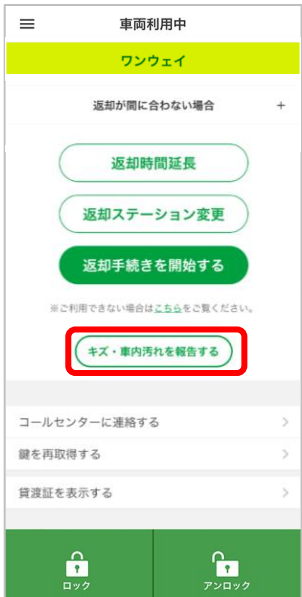 車両利用中
ワンウェイ
返却が間に合わない場合 +
返却時間延長
返却ステーション変更
返却手続きを開始する
※ご利用できない場合はこちらをご覧ください。
キズ・車内汚れを報告する
コールセンターに連絡する
鍵を再取得する
貸渡証を表示する
ロック アンロック